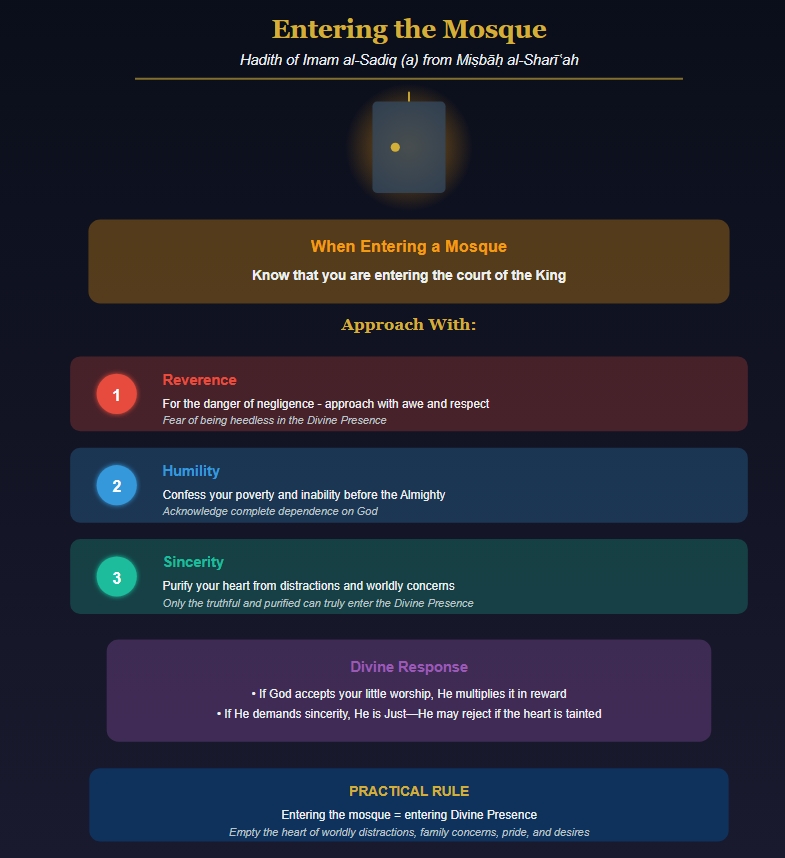 Entering the Mosque
Hadith of Imam al-Sadiq (a) from Miṣbāḥ al-Sharīʿah
When Entering a Mosque
Know that you are entering the court of the King
Approach With:
1
Reverence
For the danger of negligence - approach with awe and respect
Fear of being heedless in the Divine Presence
2
Humility
Confess your poverty and inability before the Almighty
Acknowledge complete dependence on God
3
Sincerity
Purify your heart from distractions and worldly concerns
Only the truthful and purified can truly enter the Divine Presence
Divine Response
• If God accepts your little worship, He multiplies it in reward
• If He demands sincerity, He is Just—He may reject if the heart is tainted
PRACTICAL RULE
Entering the mosque = entering Divine Presence
Empty the heart of worldly distractions, family concerns, pride, and desires